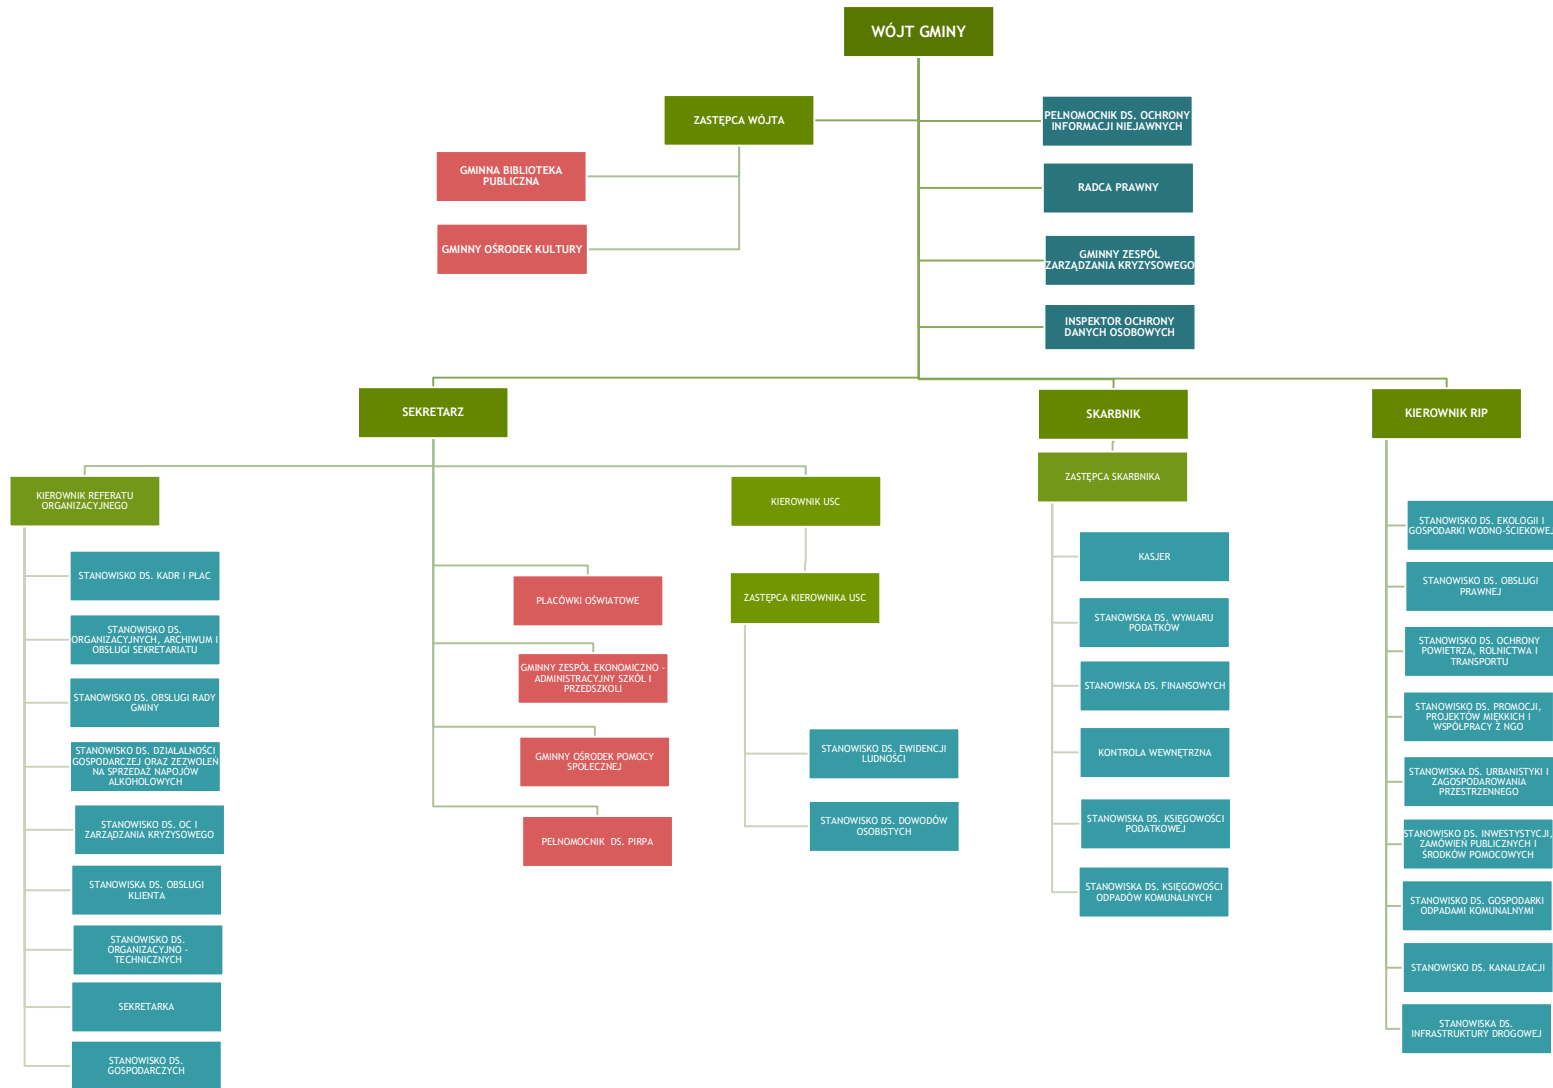 WÓJT GMINY
ZASTĘPCA WÓJTA
PEŁNOMOCNIK DS. OCHRONY
INFORMACJI NIEJAWNYCH
GMINNA BIBLIOTEKA
PUBLICZNA
RADCA PRAWNY
GMINNY OŚRODEK KULTURY
GMINNY ZESPÓŁ
ZARZĄDZANIA KRYZYSOWEGO
INSPEKTOR OCHRONY
DANYCH OSOBOWYCH
SEKRETARZ
SKARBNIK
KIEROWNIK RIP
KIEROWNIK REFERATU
ORGANIZACYJNEGO
STANOWISKO DS. KADR I PŁAC
STANOWISKO DS.
ORGANIZACYJNYCH, ARCHIWUM I
OBSŁUGI SEKRETARIATU
STANOWISKO DS. OBSŁUGI RADY
GMINY
STANOWISKO DS. DZIAŁALNOŚCI
GOSPODARCZEJ ORAZ ZEZWOLEŃ
NA SPRZEDAŻ NAPOJÓW
ALKOHOLOWYCH
STANOWISKO DS. OC I
ZARZĄDZANIA KRYZYSOWEGO
STANOWISKA DS. OBSŁUGI
KLIENTA
STANOWISKO DS.
ORGANIZACYJNO -
TECHNICZNYCH
SEKRETARKA
STANOWISKO DS.
GOSPODARCZYCH
PLACÓWKI OŚWIATOWE
GMINNY ZESPÓŁ EKONOMICZNO -
ADMINISTRACYJNY SZKÓŁ I
PRZEDSZKOLI
GMINNY OŚRODEK POMOCY
SPOŁECZNEJ
PEŁNOMOCNIK DS. PIRPA
KIEROWNIK USC
ZASTĘPCA KIEROWNIKA USC
STANOWISKO DS. EWIDENCJI
LUDNOŚCI
STANOWISKO DS. DOWODÓW
OSOBISTYCH
ZASTĘPCA SKARBNIKA
KASJER
STANOWISKA DS. WYMIARU
PODATKÓW
STANOWISKA DS. FINANSOWYCH
KONTROLA WEWNĘTRZNA
STANOWISKA DS. KSIĘGOWOŚCI
PODATKOWEJ
STANOWISKA DS. KSIĘGOWOŚCI
ODPADÓW KOMUNALNYCH
STANOWISKO DS. EKOLOGII I
GOSPODARKI WODNO-ŚCIEKOWEJ
STANOWISKO DS. OBSŁUGI
PRAWNEJ
STANOWISKO DS. OCHRONY
POWIETRZA, ROLNICTWA I
TRANSPORTU
STANOWISKO DS. PROMOCJI,
PROJEKTÓW MIĘKKICH I
WSPÓŁPRACY Z NGO
STANOWISKA DS. URBANISTYKI I
ZAGOSPODAROWANIA
PRZESTRZENNEGO
STANOWISKO DS. INWESTYSTYCJI,
ZAMÓWIEŃ PUBLICZNYCH I
ŚRODKÓW POMOCOWYCH
STANOWISKO DS. GOSPODARKI
ODPADAMI KOMUNALNYMI
STANOWISKO DS. KANALIZACJI
STANOWISKA DS.
INFRASTRUKTURY DROGOWEJ